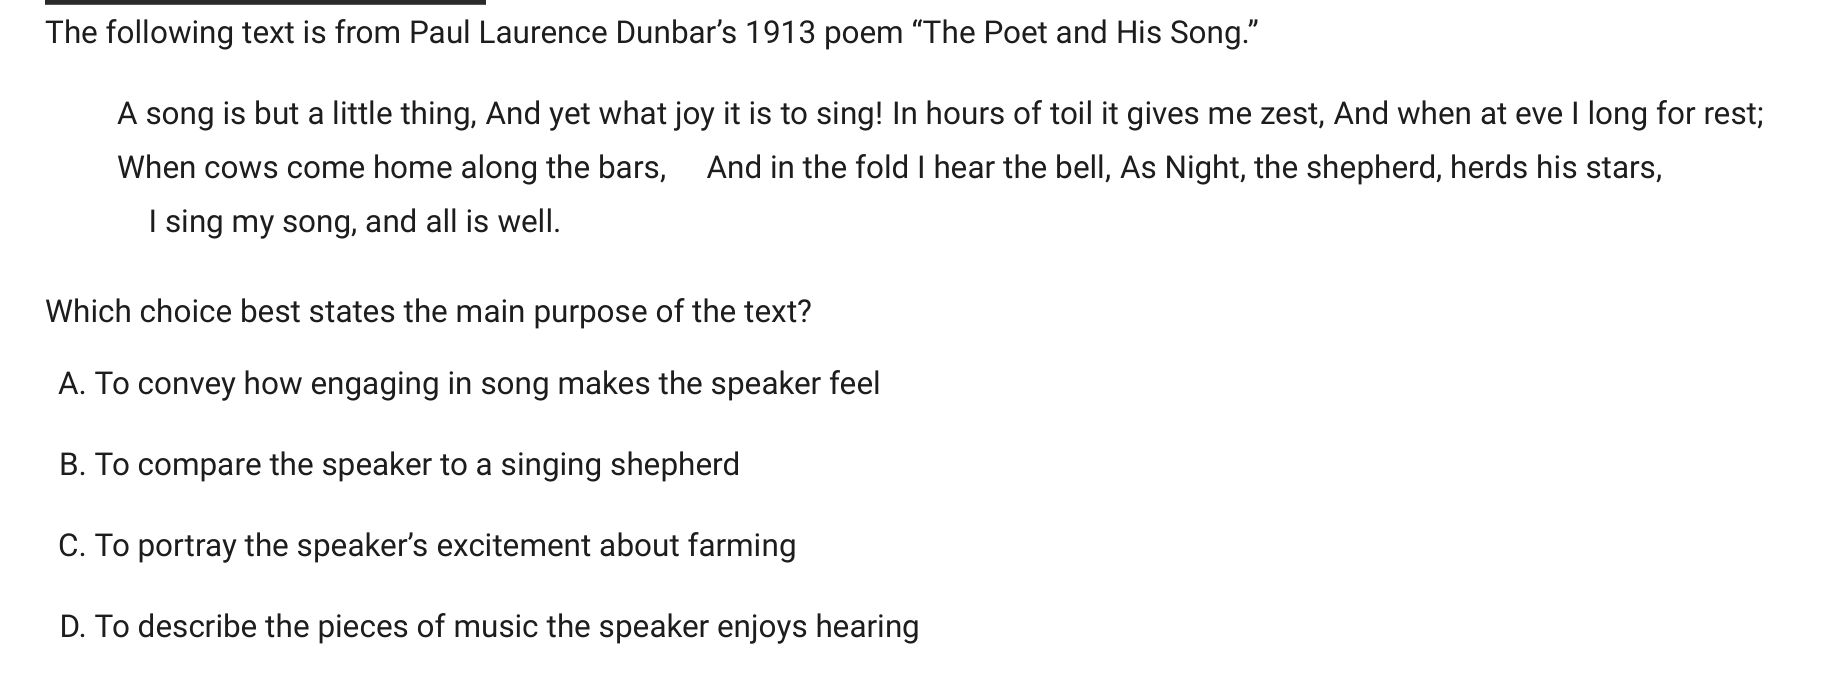 The following text is from Paul Laurence Dunbar’s 1913 poem “The Poet and His Song.”
A song is but a little thing, And yet what joy it is to sing! In hours of toil it gives me zest, And when at eve I long for rest;
When cows come home along the bars, And in the fold I hear the bell, As Night, the shepherd, herds his stars,
I sing my song, and all is well.
Which choice best states the main purpose of the text?
A. To convey how engaging in song makes the speaker feel
B. To compare the speaker to a singing shepherd
C. To portray the speaker’s excitement about farming
D. To describe the pieces of music the speaker enjoys hearing